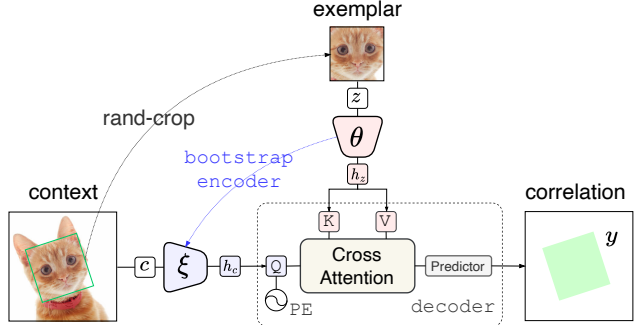 exemplar
z
rand-crop
θ
bootstrap
encoder
h_z
context
correlation
K
V
y
c
ξ
h_c
Q
Cross
Attention
Predictor
PE
decoder